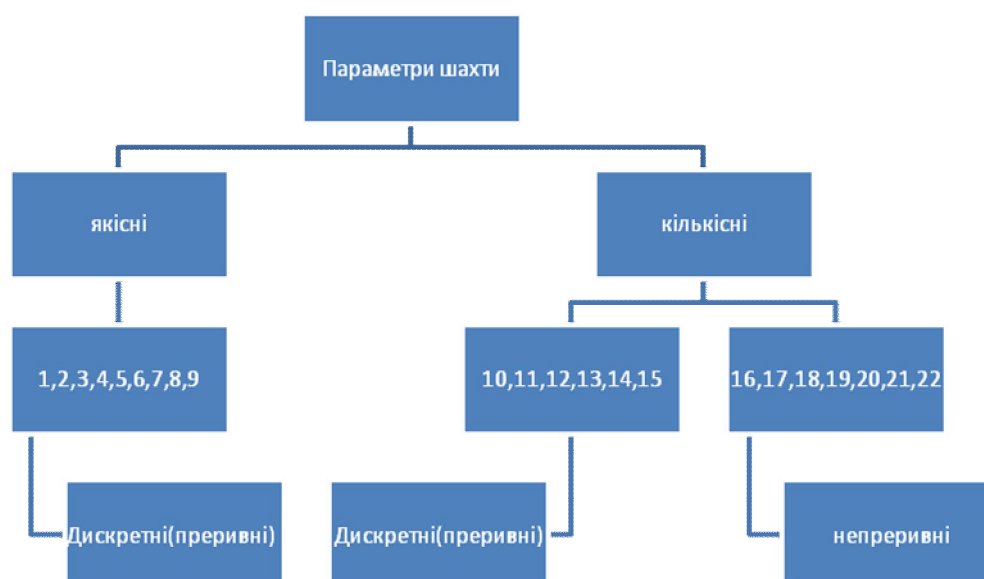 Параметри шахти
якісні
кількісні
1,2,3,4,5,6,7,8,9
10,11,12,13,14,15
16,17,18,19,20,21,22
Дискретні(преривні)
Дискретні(преривні)
непреривні